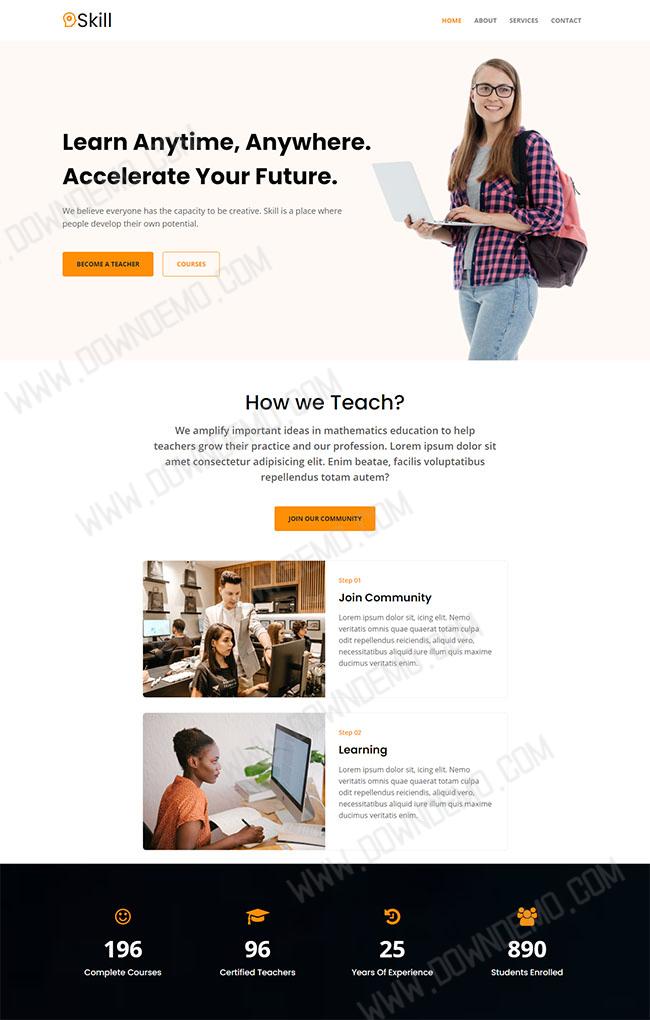 Skill
HOME ABOUT SERVICES CONTACT
Learn Anytime, Anywhere.
Accelerate Your Future.
We believe everyone has the capacity to be creative. Skill is a place where
people develop their own potential.
BECOME A TEACHER COURSES
How we Teach?
We amplify important ideas in mathematics education to help
teachers grow their practice and our profession. Lorem ipsum dolor sit
amet consectetur adipisicing elit. Enim beatae, facilis voluptatibus
repellendus totam autem?
JOIN OUR COMMUNITY
Step 01
Join Community
Lorem ipsum dolor sit, icing elit. Nemo
veritatis omnis quae quaerat totam culpa
odit repellendus reiciendis, aliquid vero,
necessitatibus aliquid iure illum quis maxime
ducimus veritatis enim.
Step 02
Learning
Lorem ipsum dolor sit, icing elit. Nemo
veritatis omnis quae quaerat totam culpa
odit repellendus reiciendis, aliquid vero,
necessitatibus aliquid iure illum quis maxime
ducimus veritatis enim.
196 96 25 890
Complete Courses Certified Teachers Years Of Experience Students Enrolled
WWW.DOWNDEMO.COM
WWW.DOWNDEMO.COM
WWW.DOWNDEMO.COM